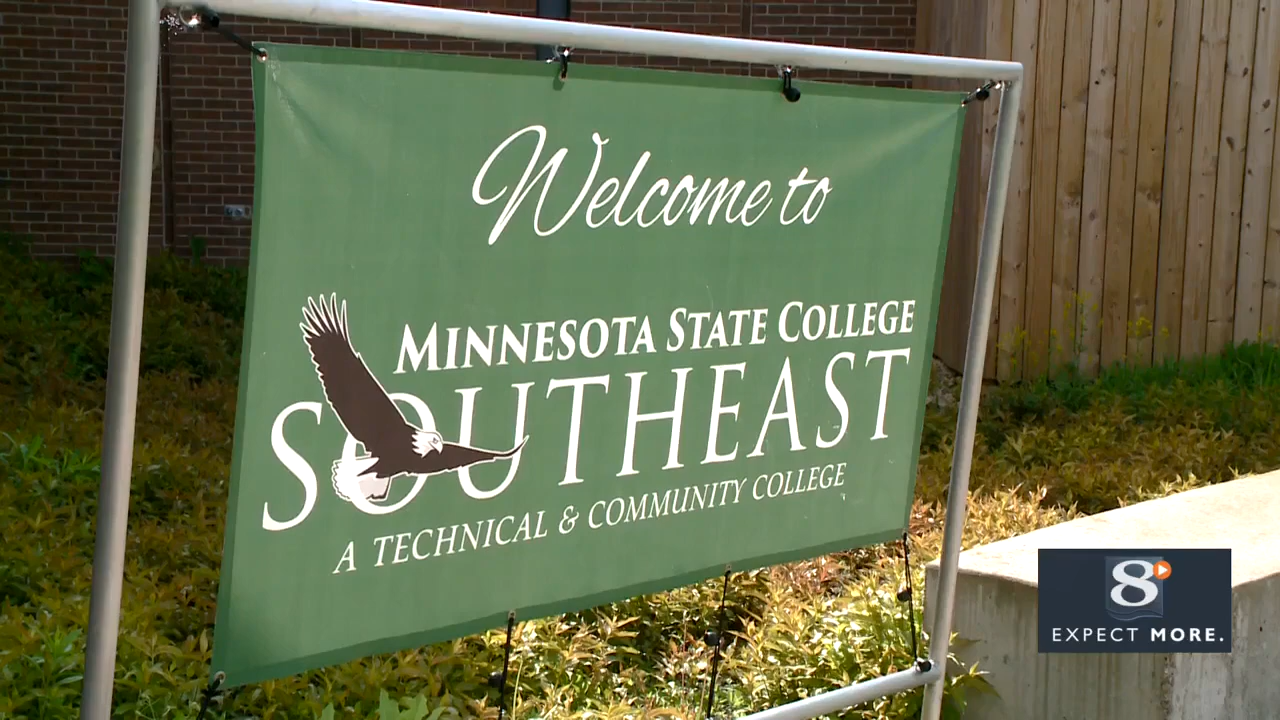 Welcome to
MINNESOTA STATE COLLEGE
SOUTHEAST
A TECHNICAL & COMMUNITY COLLEGE
8
EXPECT MORE.